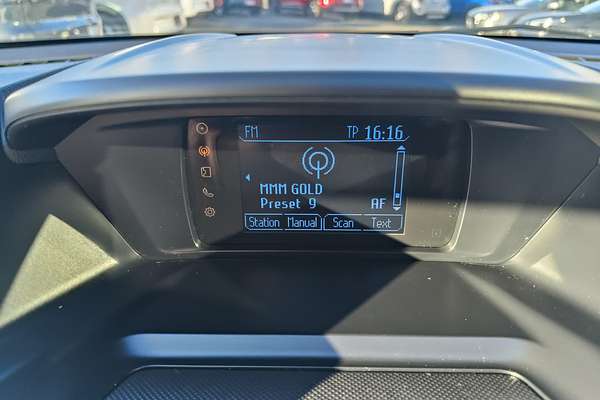 FM TP 16:16
MMM GOLD
Preset 9 AF
Station Manual Scan Text